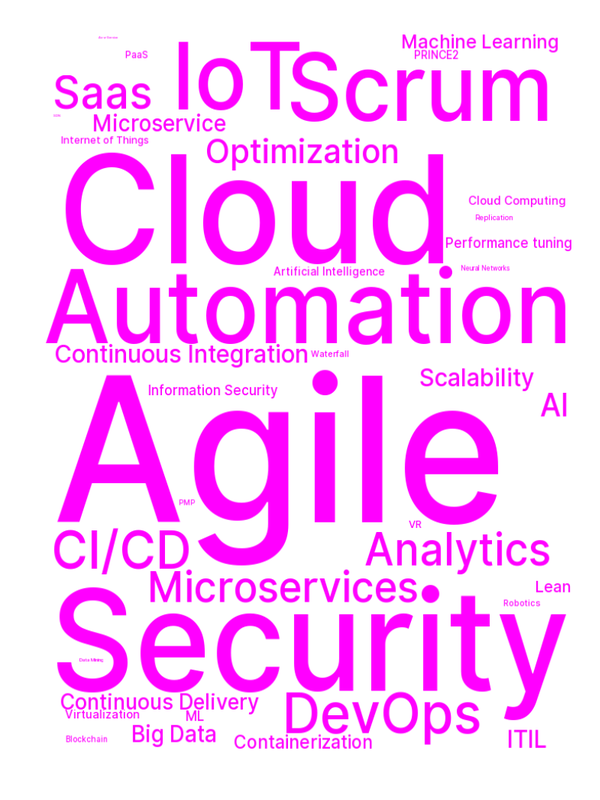 Machine Learning
PaaS
PRINCE2
IoT
Scrum
Saas
Microservice
Internet of Things
Optimization
Cloud
Cloud Computing
Replication
Performance tuning
Artificial Intelligence
Neural Networks
Automation
Continuous Integration
Waterfall
Scalability
Information Security
AI
Agile
PMP
VR
CI/CD
Analytics
Microservices
Lean
Robotics
Security
Data Mining
Continuous Delivery
DevOps
Virtualization
ML
Big Data
Blockchain
Containerization
ITIL